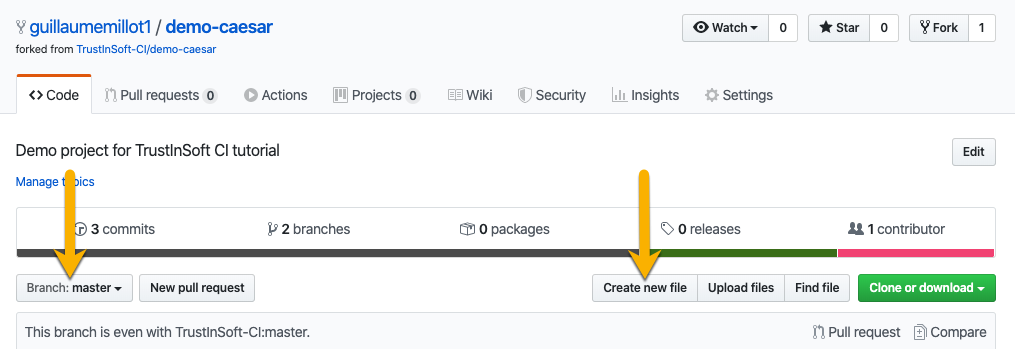 guillaumemillot1 / demo-caesar
Watch 0 Star 0 Fork 1
forked from TrustInSoft-CI/demo-caesar
Code Pull requests 0 Actions Projects 0 Wiki Security Insights Settings
Demo project for TrustInSoft CI tutorial
Edit
Manage topics
3 commits 2 branches 0 packages 0 releases 1 contributor
Branch: master New pull request Create new file Upload files Find file Clone or download
This branch is even with TrustInSoft-CI:master. Pull request Compare